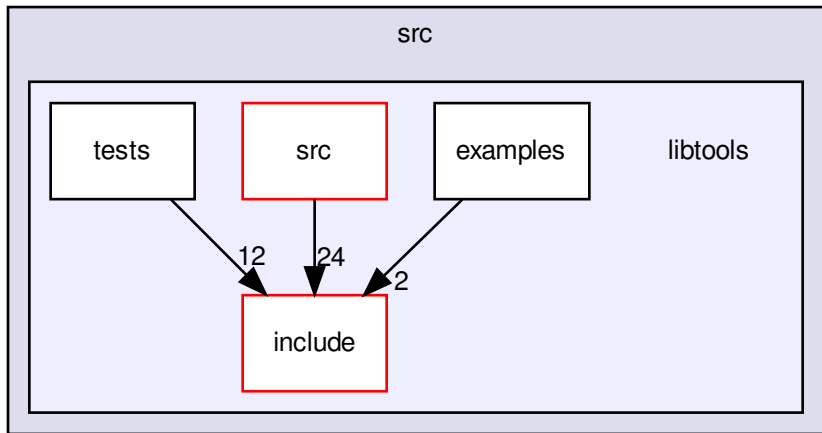 src
tests
src
examples
libtools
12
24
2
include